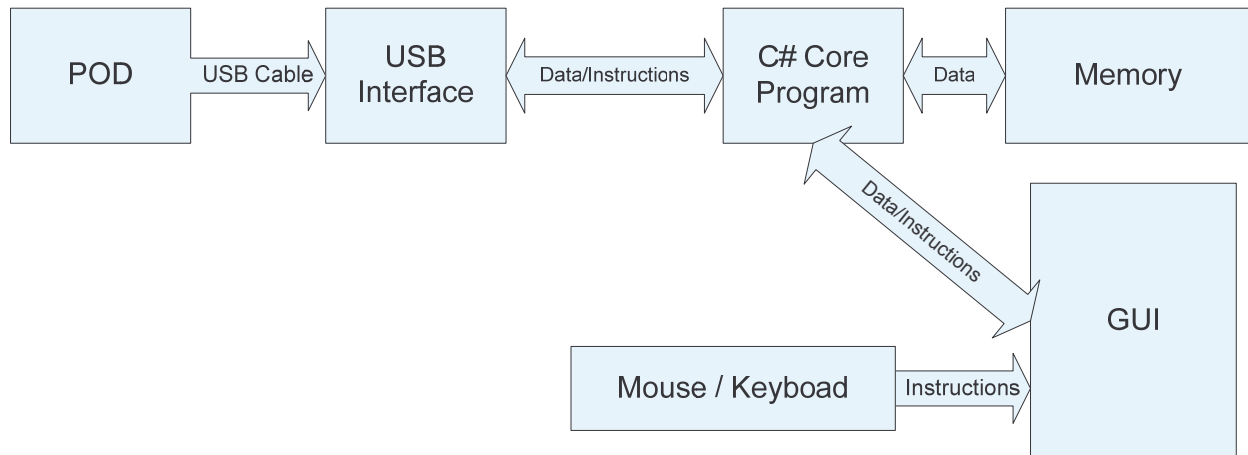 POD
USB Cable
USB
Interface
Data/Instructions
C# Core
Program
Data
Memory
Data/Instructions
GUI
Mouse / Keyboad
Instructions